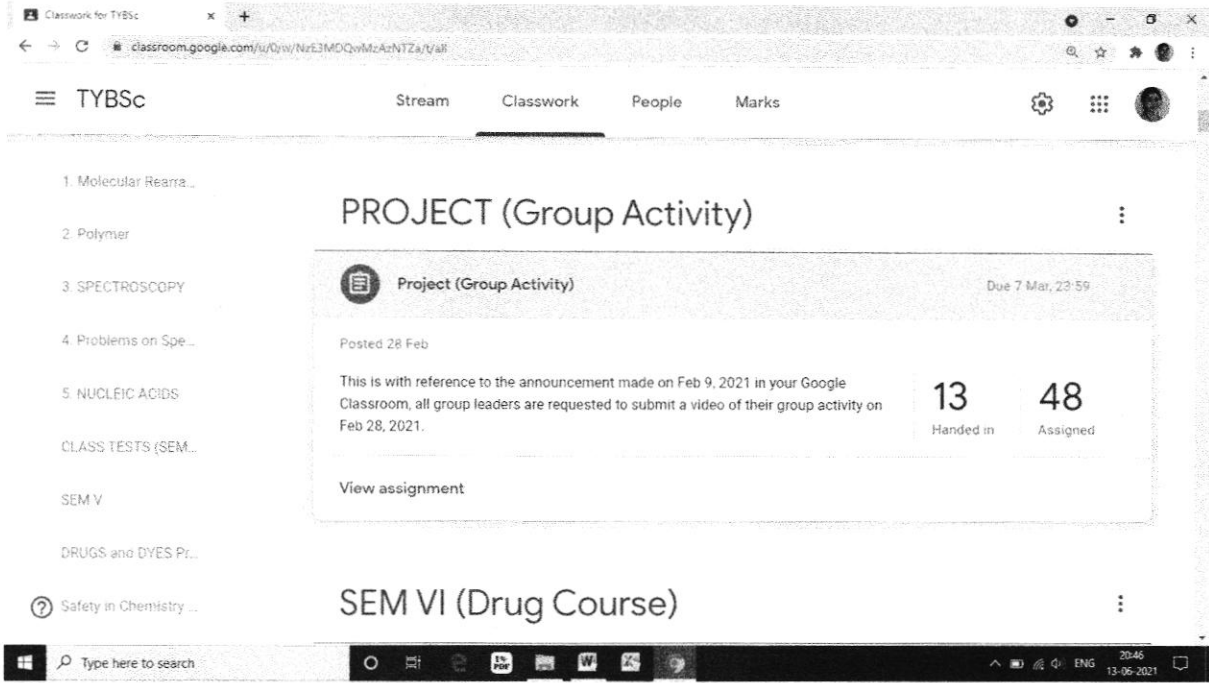 Classwork for TYBSc
classroom.google.com/u/0/w/NzE3MDQwMzAzNTZa/t/all
TYBSc
Stream Classwork People Marks
1. Molecular Rearra...
2. Polymer
3. SPECTROSCOPY
4. Problems on Spe...
5. NUCLEIC ACIDS
CLASS TESTS (SEM...
SEM V
DRUGS and DYES Pr...
Safety in Chemistry ...
PROJECT (Group Activity)
Project (Group Activity)
Due 7 Mar, 23:59
Posted 28 Feb
This is with reference to the announcement made on Feb 9, 2021 in your Google
Classroom, all group leaders are requested to submit a video of their group activity on
Feb 28, 2021.
13
Handed in
48
Assigned
View assignment
SEM VI (Drug Course)
Type here to search
ENG
20:46
13-06-2021